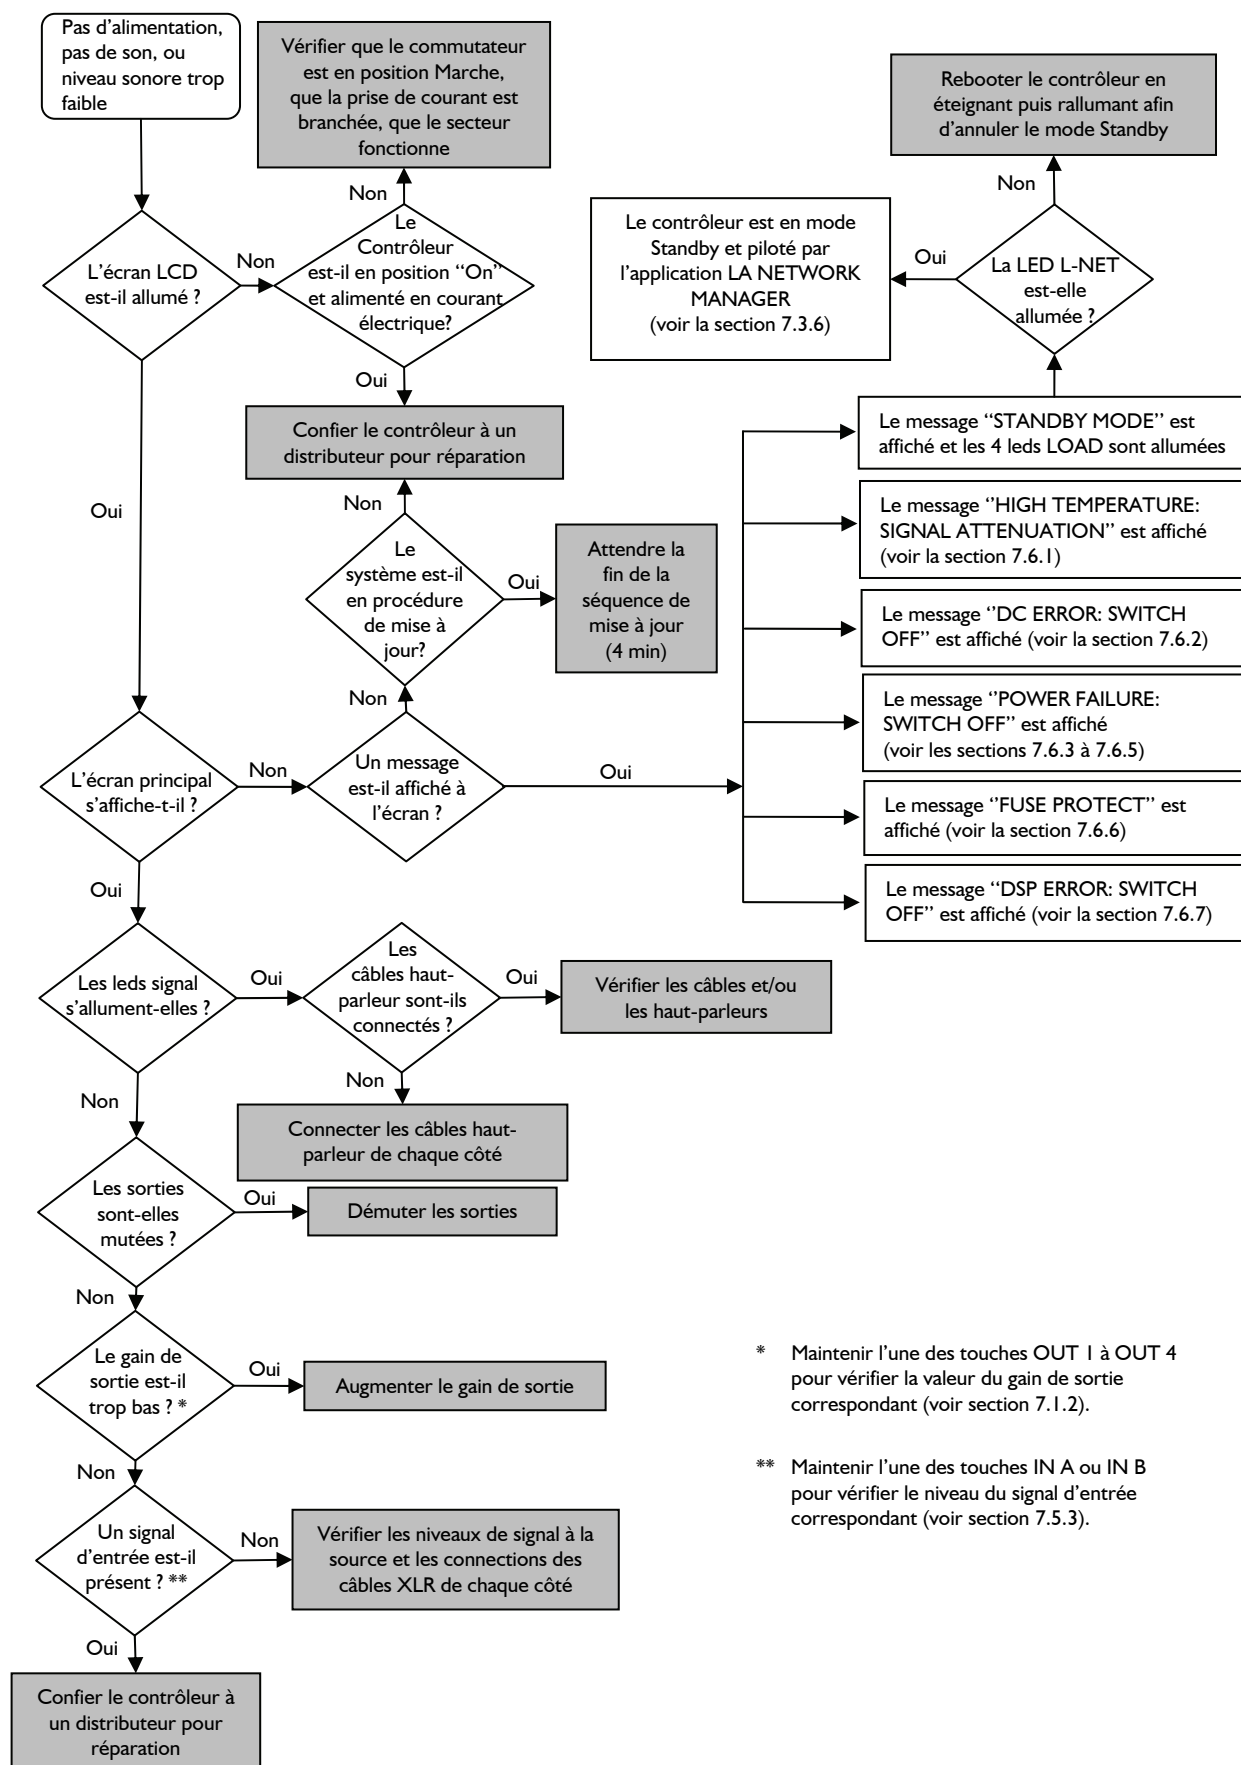 Pas d’alimentation,
pas de son, ou
niveau sonore trop
faible
Vérifier que le commutateur
est en position Marche,
que la prise de courant est
branchée, que le secteur
fonctionne
Rebooter le contrôleur en
éteignant puis rallumant afin
d’annuler le mode Standby
Non
Non
Le contrôleur est en mode
Standby et piloté par
l’application LA NETWORK
MANAGER
(voir la section 7.3.6)
Oui
La LED L-NET
est-elle
allumée ?
L’écran LCD
est-il allumé ?
Non
Le
Contrôleur
est-il en position “On”
et alimenté en courant
électrique?
Oui
Confier le contrôleur à un
distributeur pour réparation
Le message “STANDBY MODE” est
affiché et les 4 leds LOAD sont allumées
Oui
Non
Le message ‘‘HIGH TEMPERATURE:
SIGNAL ATTENUATION’’ est affiché
(voir la section 7.6.1)
Le
système est-il
en procédure
de mise à
jour?
Oui
Attendre la
fin de la
séquence de
mise à jour
(4 min)
Le message ‘‘DC ERROR: SWITCH
OFF’’ est affiché (voir la section 7.6.2)
Non
Le message ‘‘POWER FAILURE:
SWITCH OFF’’ est affiché
(voir les sections 7.6.3 à 7.6.5)
L’écran principal
s’affiche-t-il ?
Non
Un message
est-il affiché à
l’écran ?
Oui
Le message ‘‘FUSE PROTECT’’ est
affiché (voir la section 7.6.6)
Oui
Le message ‘‘DSP ERROR: SWITCH
OFF’’ est affiché (voir la section 7.6.7)
Les leds signal
s’allument-elles ?
Oui
Les
câbles haut-
parleur sont-ils
connectés ?
Oui
Vérifier les câbles et/ou
les haut-parleurs
Non
Non
Connecter les câbles haut-
parleur de chaque côté
Les sorties
sont-elles
mutées ?
Oui
Démuter les sorties
Non
Le gain de
sortie est-il
trop bas ? *
Oui
Augmenter le gain de sortie
* Maintenir l’une des touches OUT 1 à OUT 4
pour vérifier la valeur du gain de sortie
correspondant (voir section 7.1.2).
Non
** Maintenir l’une des touches IN A ou IN B
pour vérifier le niveau du signal d’entrée
correspondant (voir section 7.5.3).
Un signal
d’entrée est-il
présent ? **
Non
Vérifier les niveaux de signal à la
source et les connections des
câbles XLR de chaque côté
Oui
Confier le contrôleur à
un distributeur pour
réparation